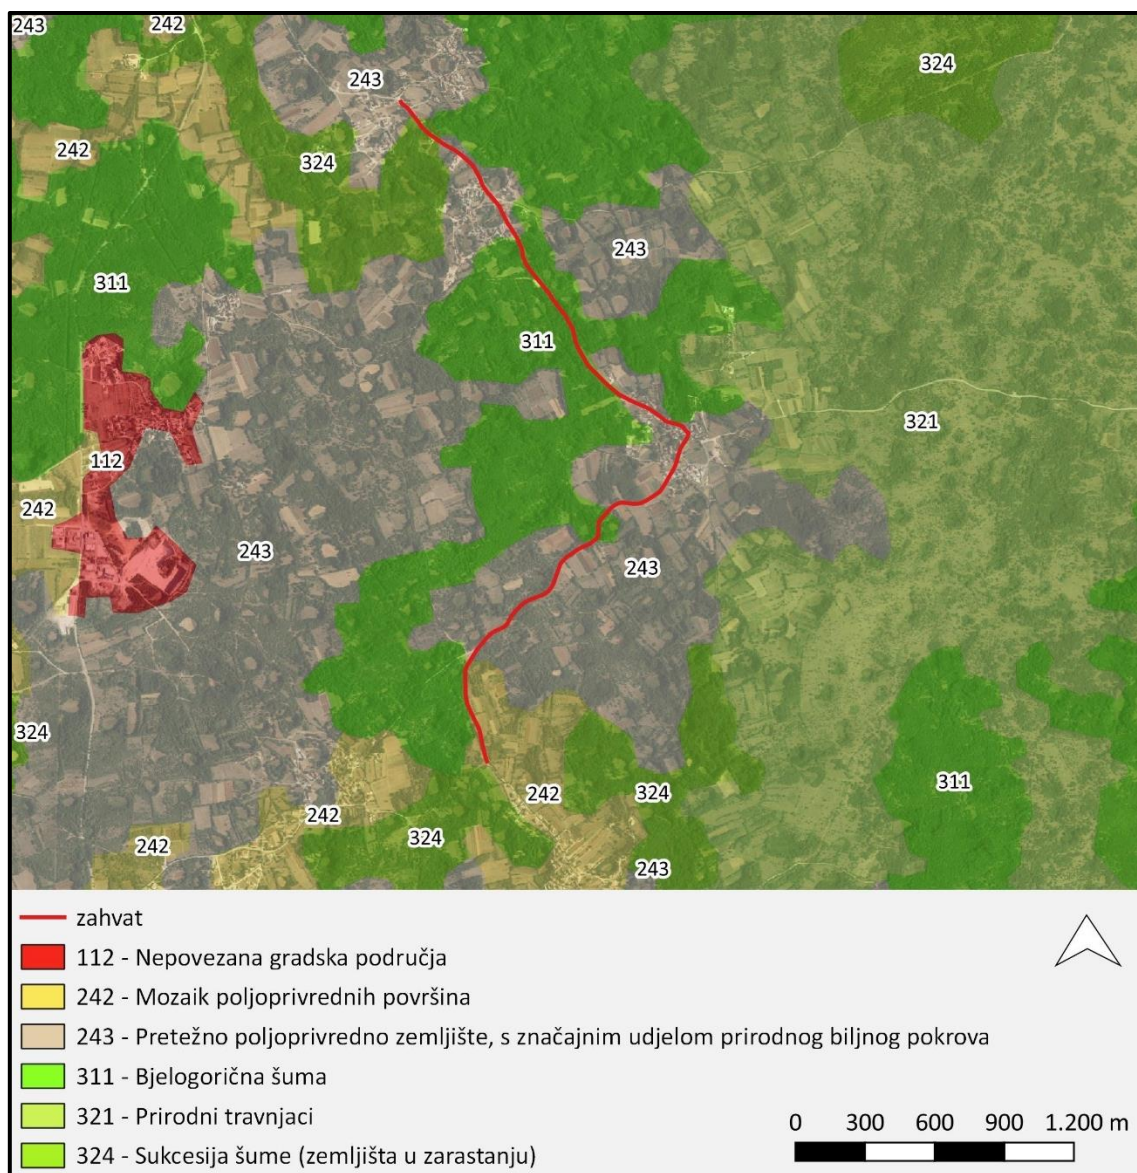 243
242
243
324
242
324
243
311
311
321
112
242
243
243
324
311
242
324
242
324
242
243
zahvat
112 - Nepovezana gradska područja
242 - Mozaik poljoprivrednih površina
243 - Pretežno poljoprivredno zemljište, s značajnim udjelom prirodnog biljnog pokrova
311 - Bjelogorična šuma
321 - Prirodni travnjaci
324 - Sukcesija šume (zemljišta u zarastanju)
0 300 600 900 1.200 m